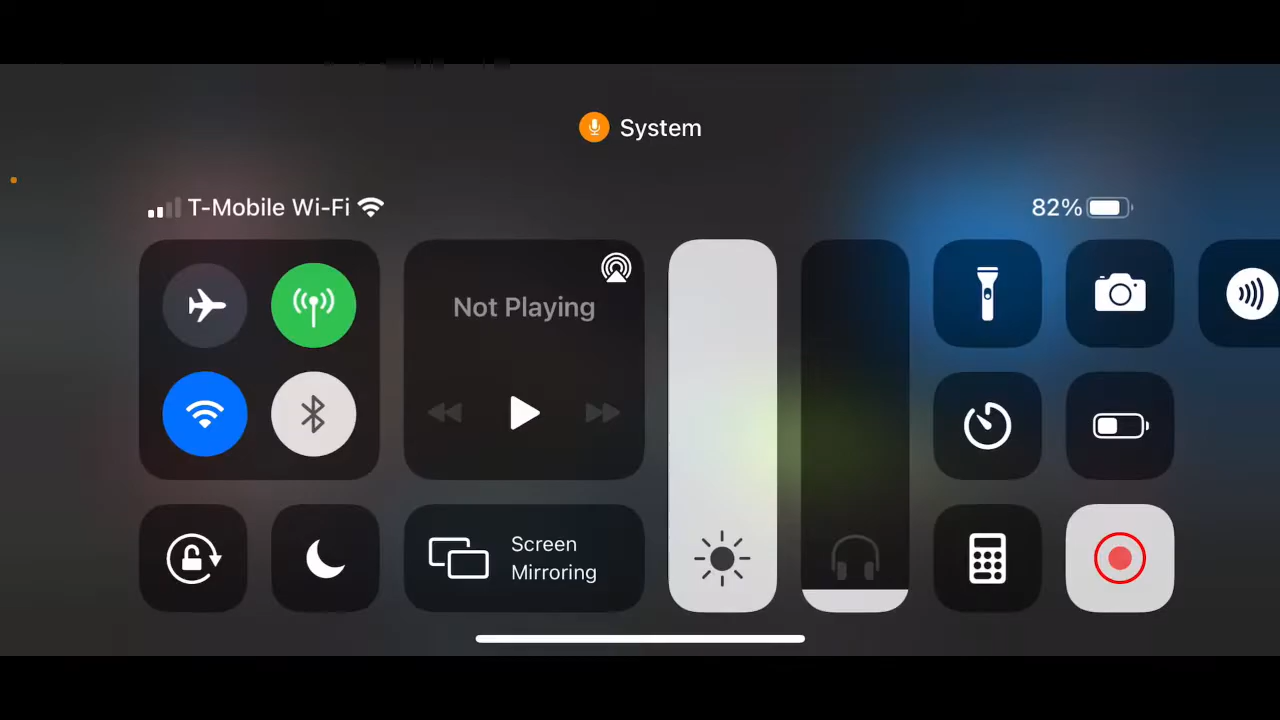 System
T-Mobile Wi-Fi
82%
Not Playing
Screen
Mirroring